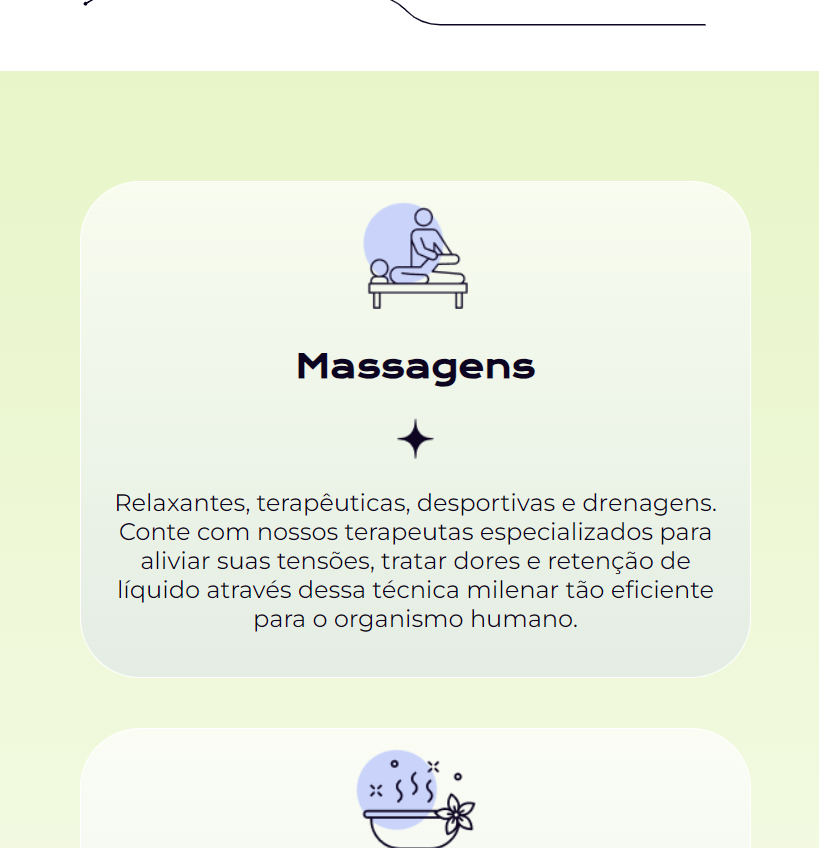 Massagens
Relaxantes, terapêuticas, desportivas e drenagens.
Conte com nossos terapeutas especializados para
aliviar suas tensões, tratar dores e retenção de
líquido através dessa técnica milenar tão eficiente
para o organismo humano.